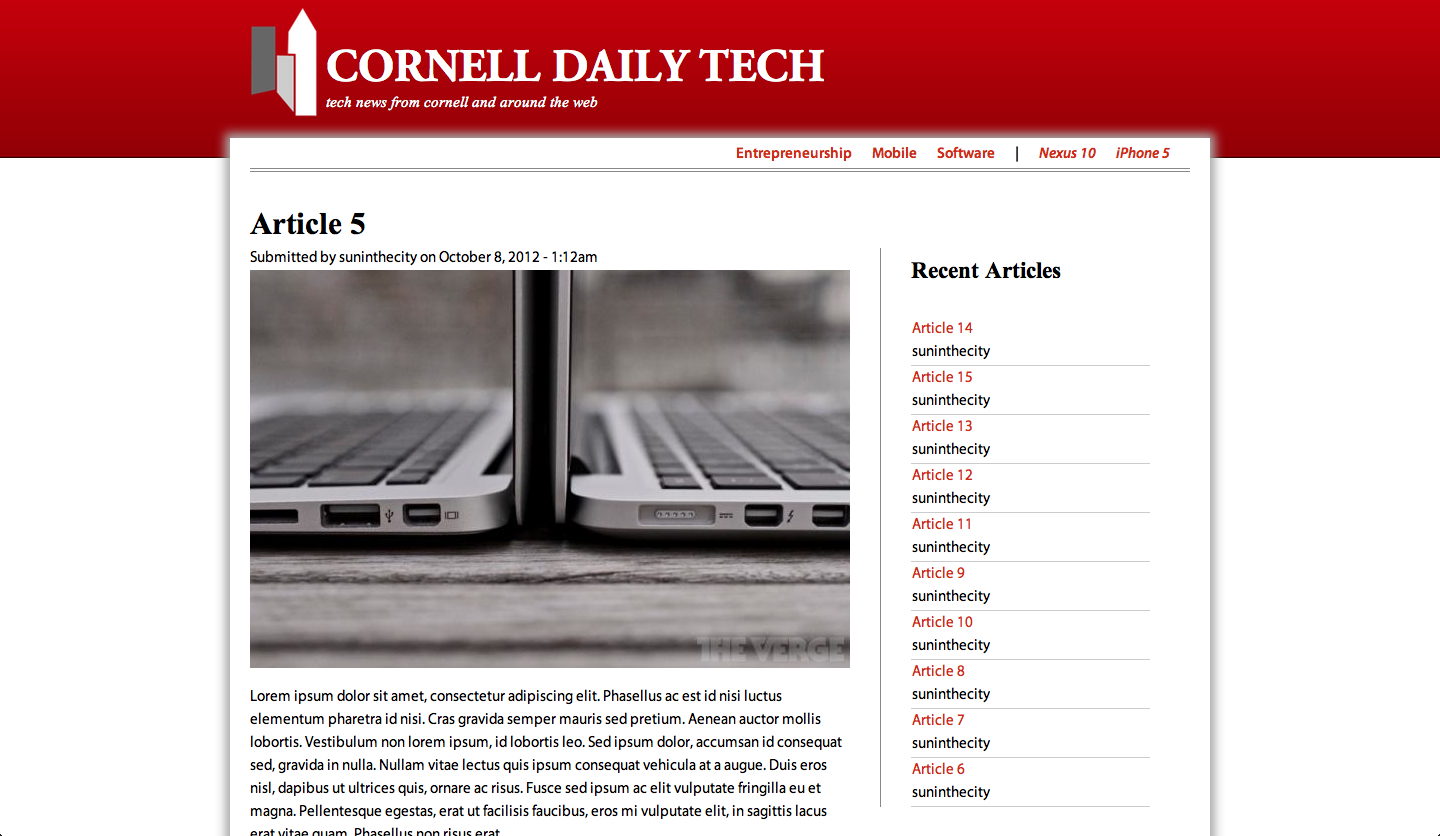 CORNELL DAILY TECH
tech news from cornell and around the web
Entrepreneurship Mobile Software | Nexus 10 iPhone 5
Article 5
Submitted by suninthecity on October 8, 2012 - 1:12am
THE VERGE
Lorem ipsum dolor sit amet, consectetur adipiscing elit. Phasellus ac est id nisi luctus
elementum pharetra id nisi. Cras gravida semper mauris sed pretium. Aenean auctor mollis
lobortis. Vestibulum non lorem ipsum, id lobortis leo. Sed ipsum dolor, accumsan id consequat
sed, gravida in nulla. Nullam vitae lectus quis ipsum consequat vehicula at a augue. Duis eros
nisl, dapibus ut ultrices quis, ornare ac risus. Fusce sed ipsum ac elit vulputate fringilla eu et
magna. Pellentesque egestas, erat ut facilisis faucibus, eros mi vulputate elit, in sagittis lacus
erat vitae quam. Phasellus non risus erat.
Recent Articles
Article 14
suninthecity
Article 15
suninthecity
Article 13
suninthecity
Article 12
suninthecity
Article 11
suninthecity
Article 9
suninthecity
Article 10
suninthecity
Article 8
suninthecity
Article 7
suninthecity
Article 6
suninthecity